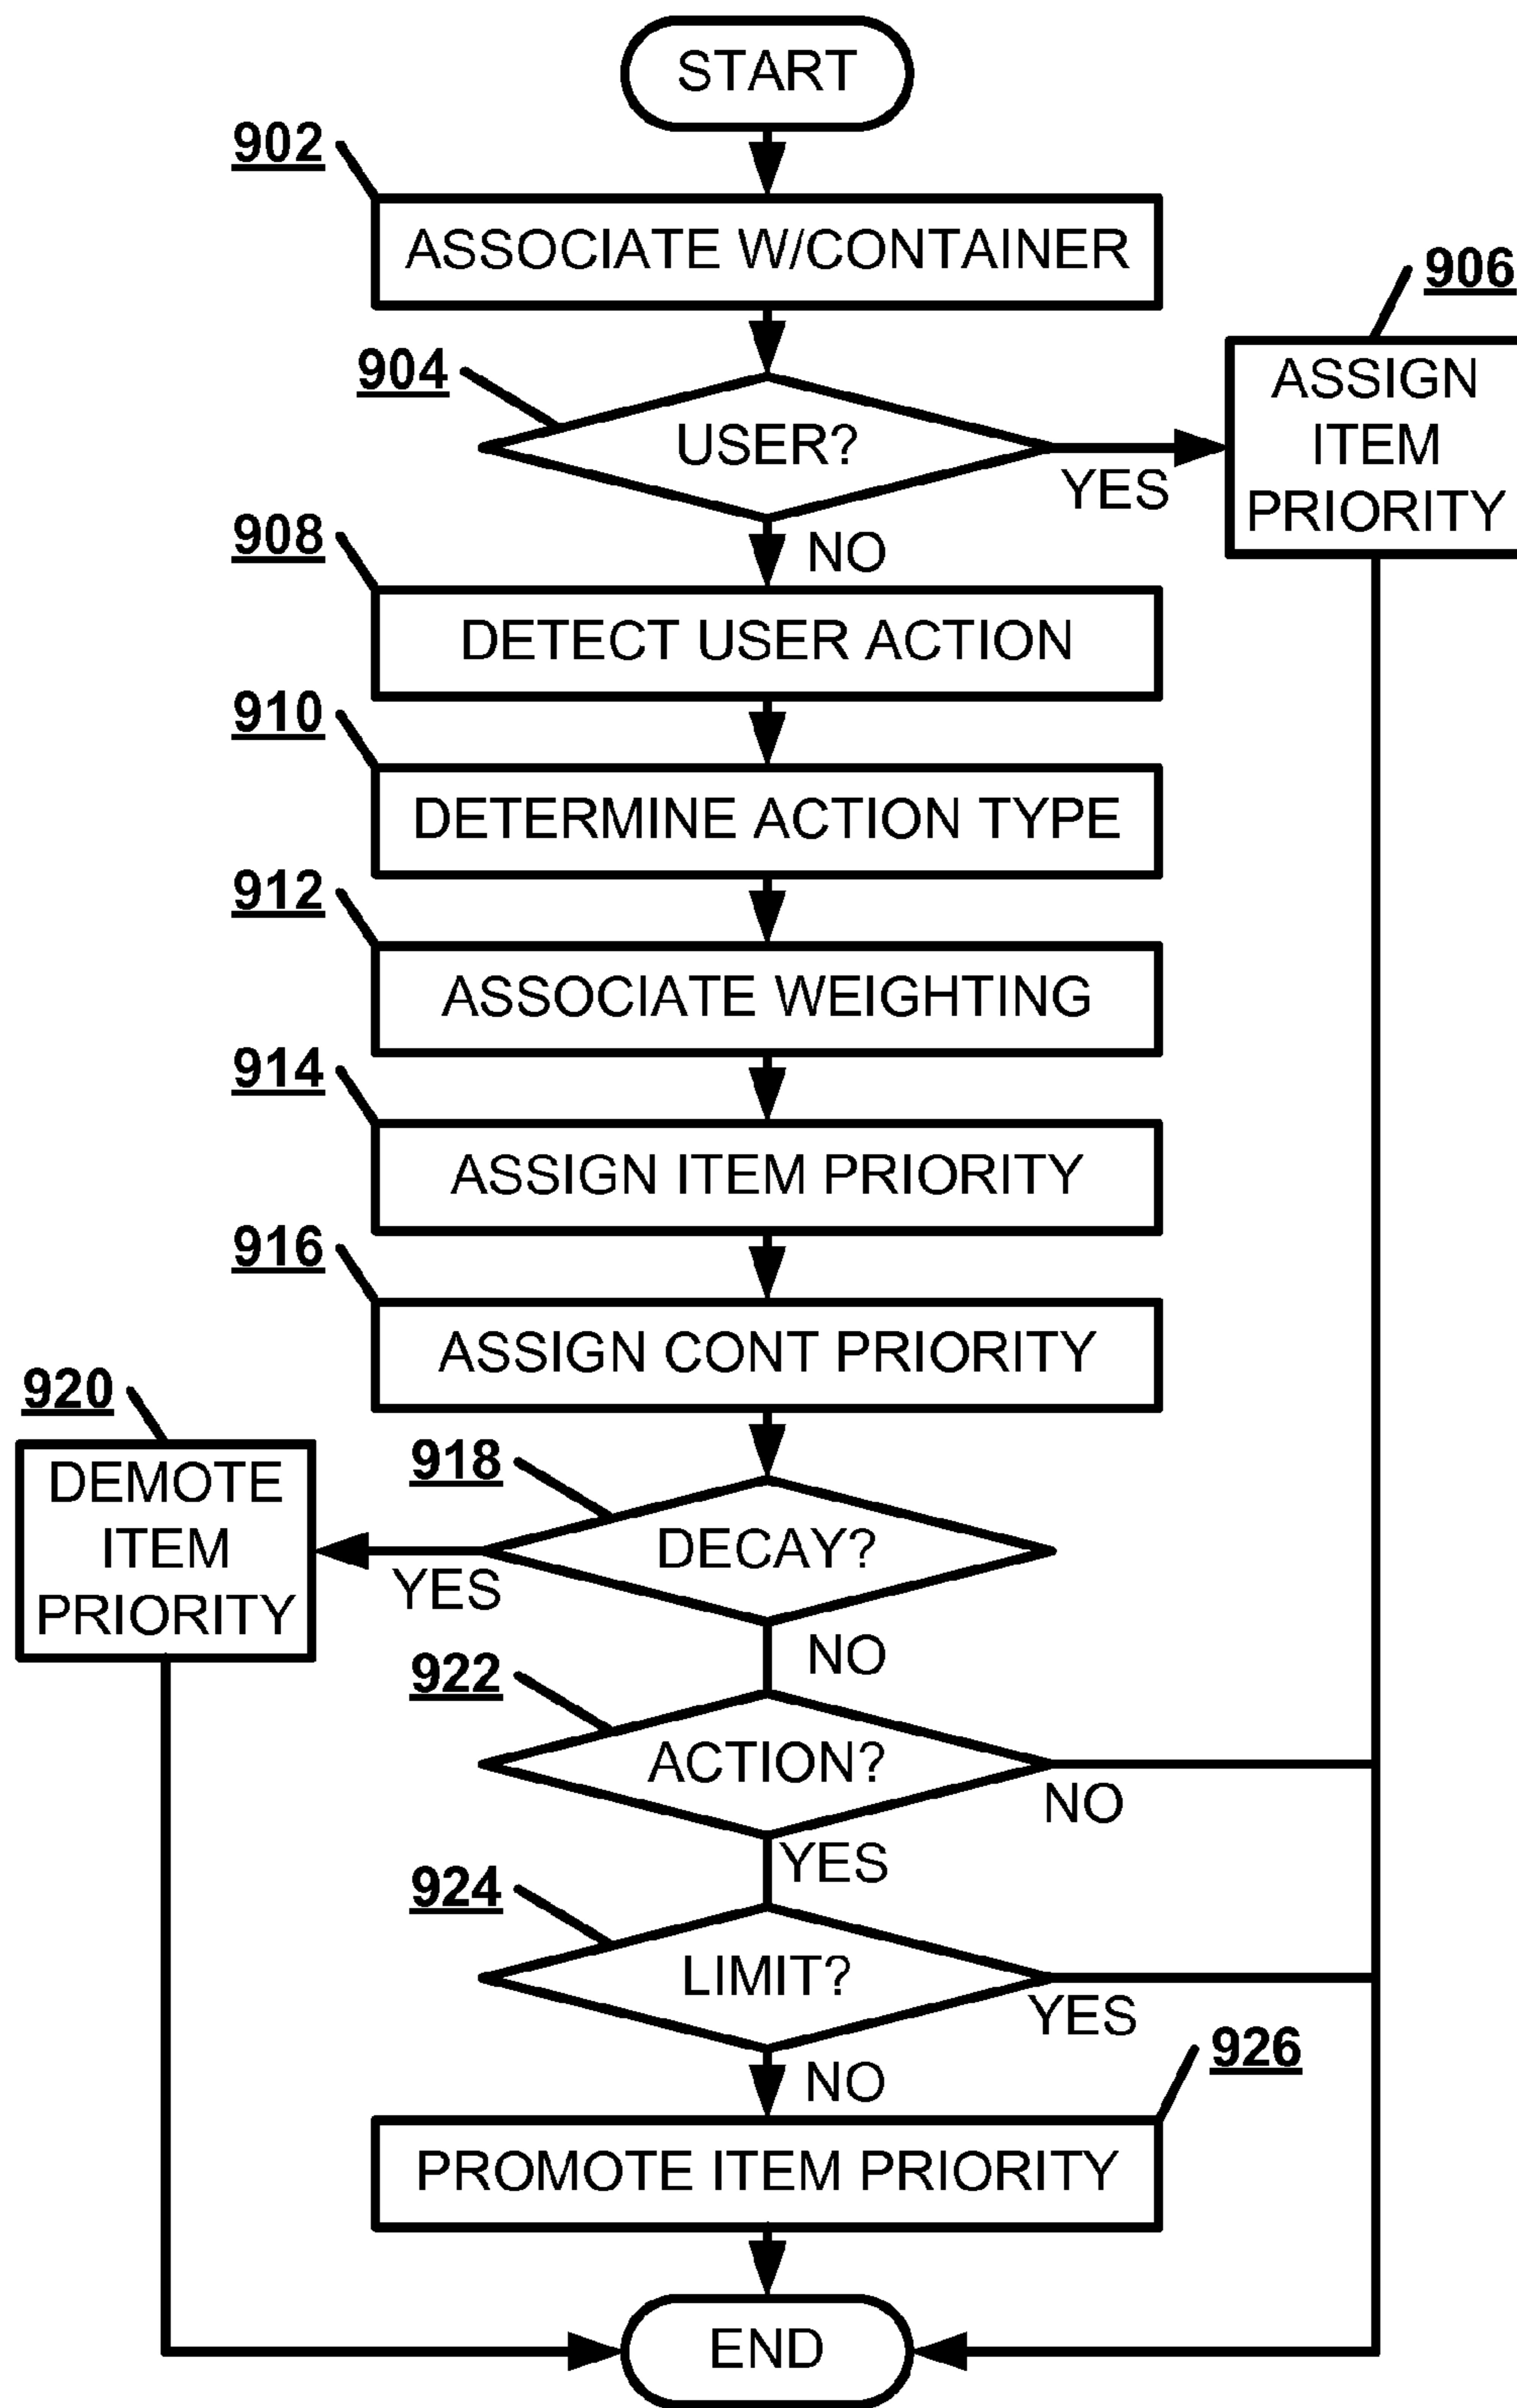 START
902
ASSOCIATE W/CONTAINER
906
ASSIGN
ITEM
PRIORITY
904
USER?
YES
NO
908
DETECT USER ACTION
910
DETERMINE ACTION TYPE
912
ASSOCIATE WEIGHTING
914
ASSIGN ITEM PRIORITY
916
ASSIGN CONT PRIORITY
920
DEMOTE
ITEM
PRIORITY
918
DECAY?
YES
NO
922
ACTION?
NO
YES
924
LIMIT?
YES
NO
926
PROMOTE ITEM PRIORITY
END